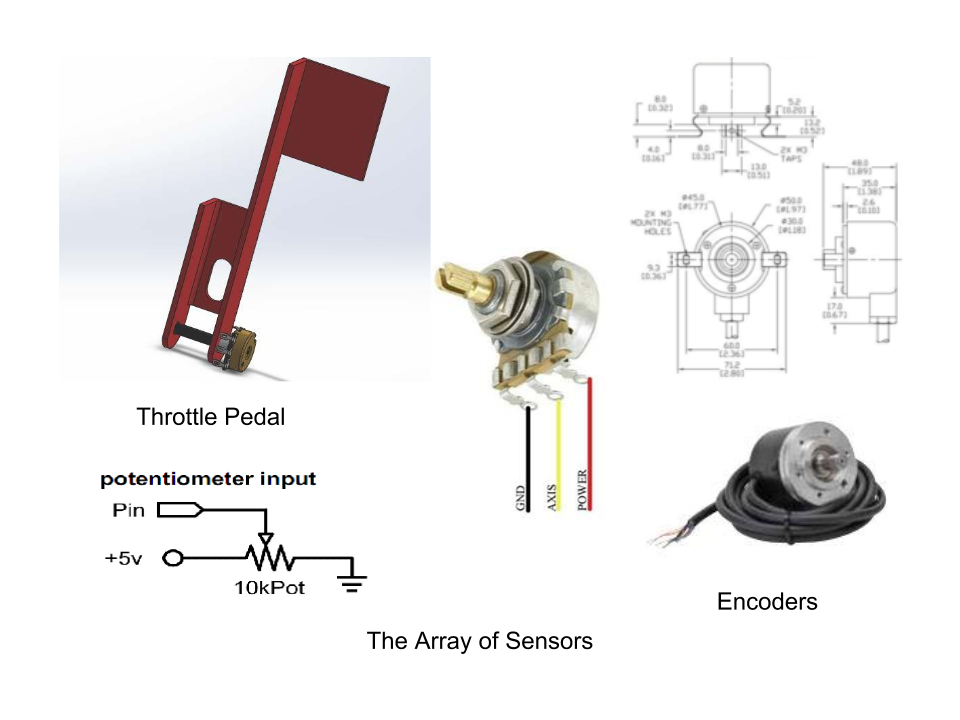 8.0
[0.32]
5.2
[0.20]
13.2
[0.52]
4.0
[0.16]
8.0
[0.31]
2X M3
TAPS
13.0
[0.51]
48.0
[1.89]
35.0
[1.38]
2.6
[0.10]
Ø45.0
[Ø1.77]
Ø50.0
[Ø1.97]
Ø30.0
[Ø1.18]
2X M3
MOUNTING
HOLES
9.3
[0.36]
17.0
[0.67]
60.0
[2.36]
71.2
[2.80]
Throttle Pedal
GND
AXIS
POWER
potentiometer input
Pin
+5v
10kPot
Encoders
The Array of Sensors